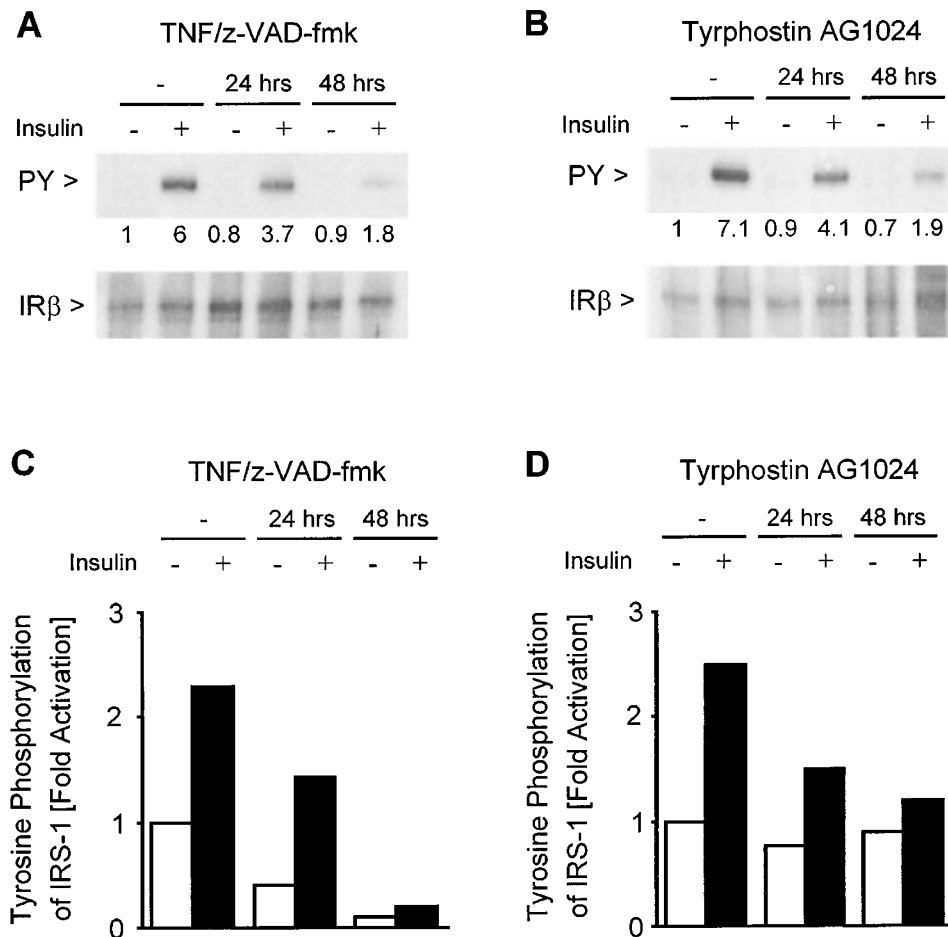 A
TNF/z-VAD-fmk
- 24 hrs 48 hrs
Insulin - + - + - +
PY >
1 6 0.8 3.7 0.9 1.8
IRβ >
B
Tyrphostin AG1024
- 24 hrs 48 hrs
Insulin - + - + - +
PY >
1 7.1 0.9 4.1 0.7 1.9
IRβ >
C
TNF/z-VAD-fmk
- 24 hrs 48 hrs
Insulin - + - + - +
Tyrosine Phosphorylation
of IRS-1 [Fold Activation]
3
2
1
0
D
Tyrphostin AG1024
- 24 hrs 48 hrs
Insulin - + - + - +
Tyrosine Phosphorylation
of IRS-1 [Fold Activation]
3
2
1
0